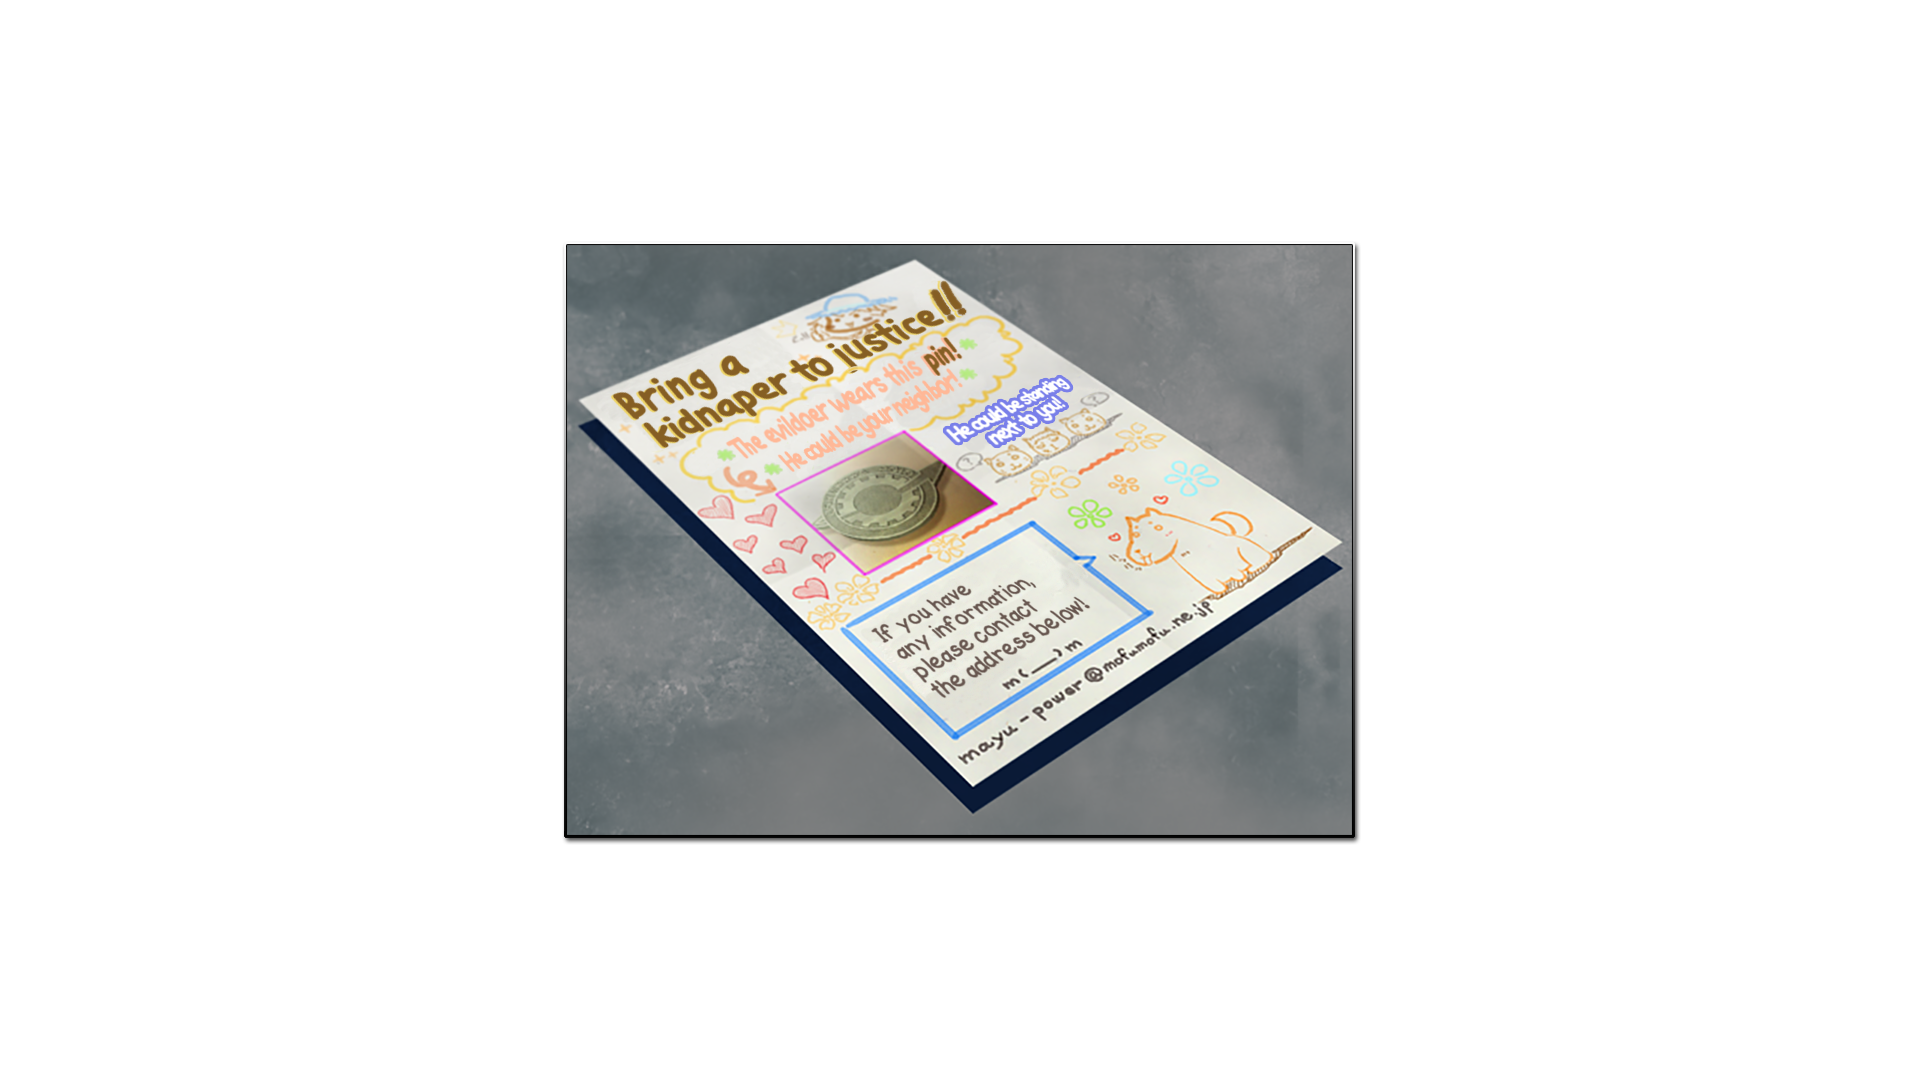 Bring a
kidnaper to justice!!
The evildoer wears this pin!
He could be your neighbor!
He could be standing
next to you!
?
?
If you have
any information,
please contact
the address below!
m(__)m
mayu-power@mofumofu.ne.jp